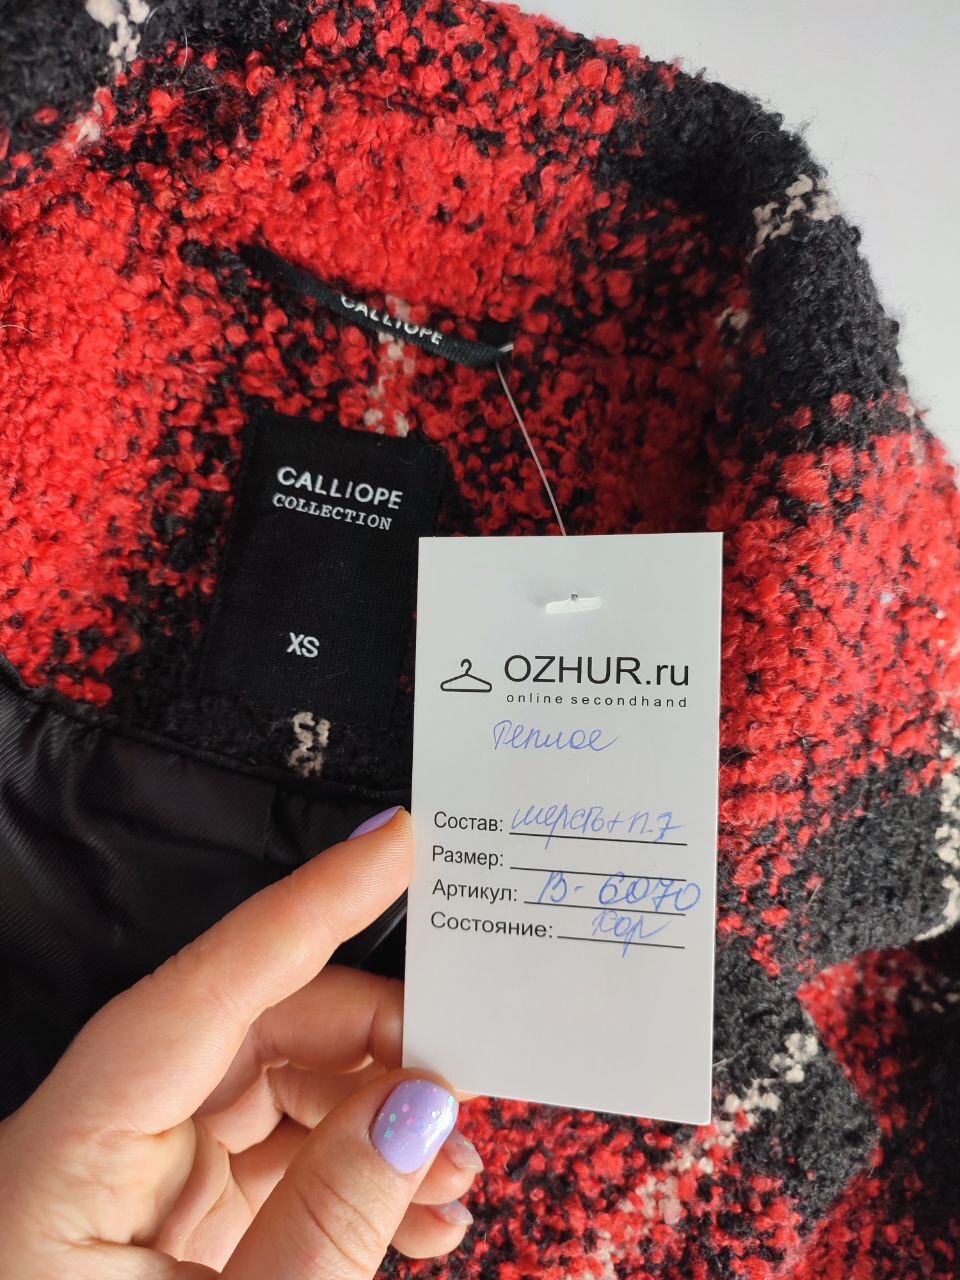 CALLIOPE
CALLIOPE
COLLECTION
XS
OZHUR.ru
online secondhand
Теплое
Состав: шерсть+п.э
Размер:
Артикул: В-6070
Состояние: хор